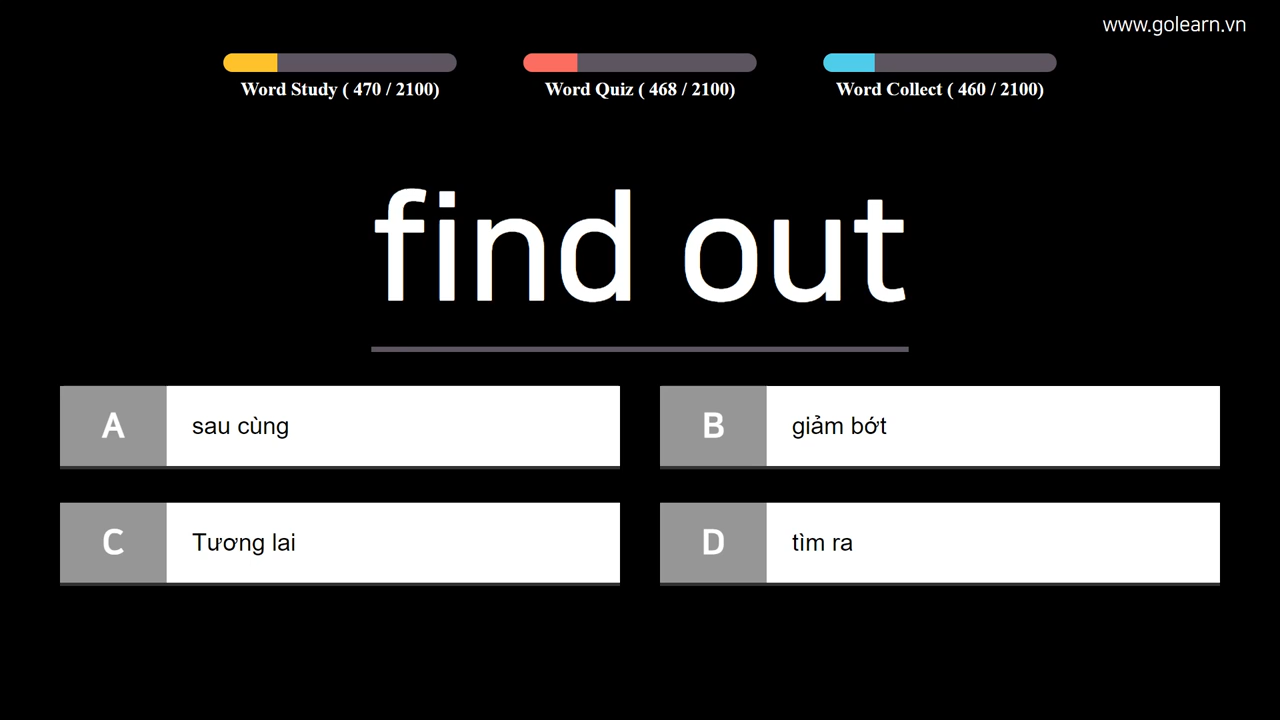 www.golearn.vn
Word Study ( 470 / 2100)
Word Quiz ( 468 / 2100)
Word Collect ( 460 / 2100)
find out
A sau cùng
B giảm bớt
C Tương lai
D tìm ra